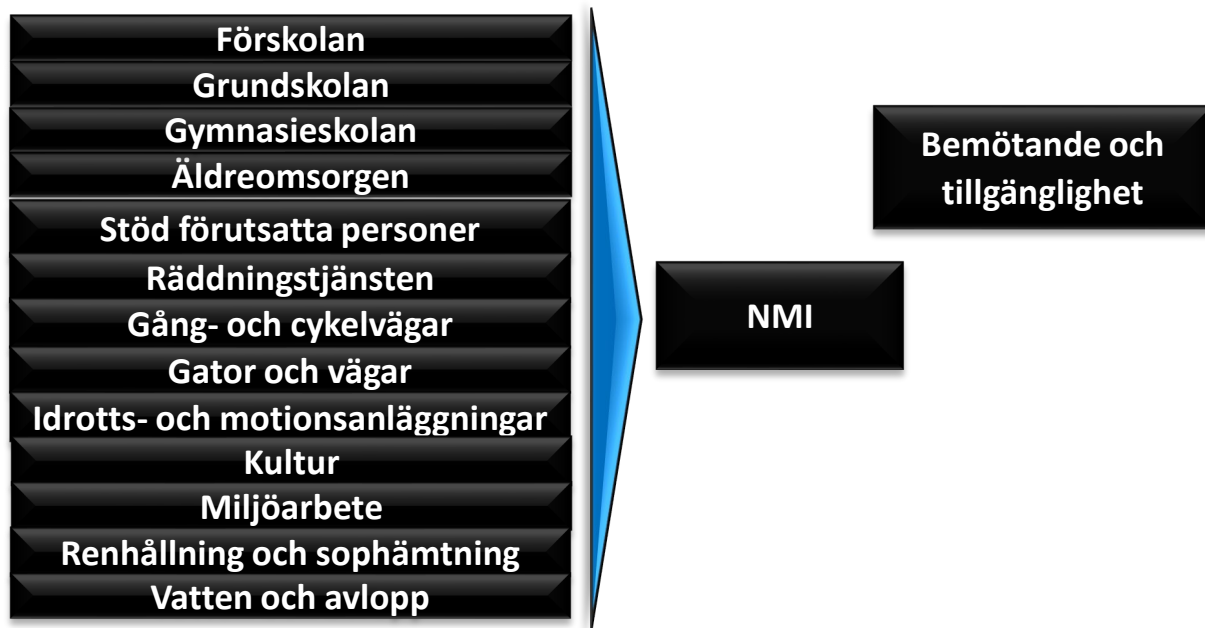 Förskolan
Grundskolan
Gymnasieskolan
Äldreomsorgen
Stöd förutsatta personer
Räddningstjänsten
Gång- och cykelvägar
Gator och vägar
Idrotts- och motionsanläggningar
Kultur
Miljöarbete
Renhållning och sophämtning
Vatten och avlopp
NMI
Bemötande och
tillgänglighet